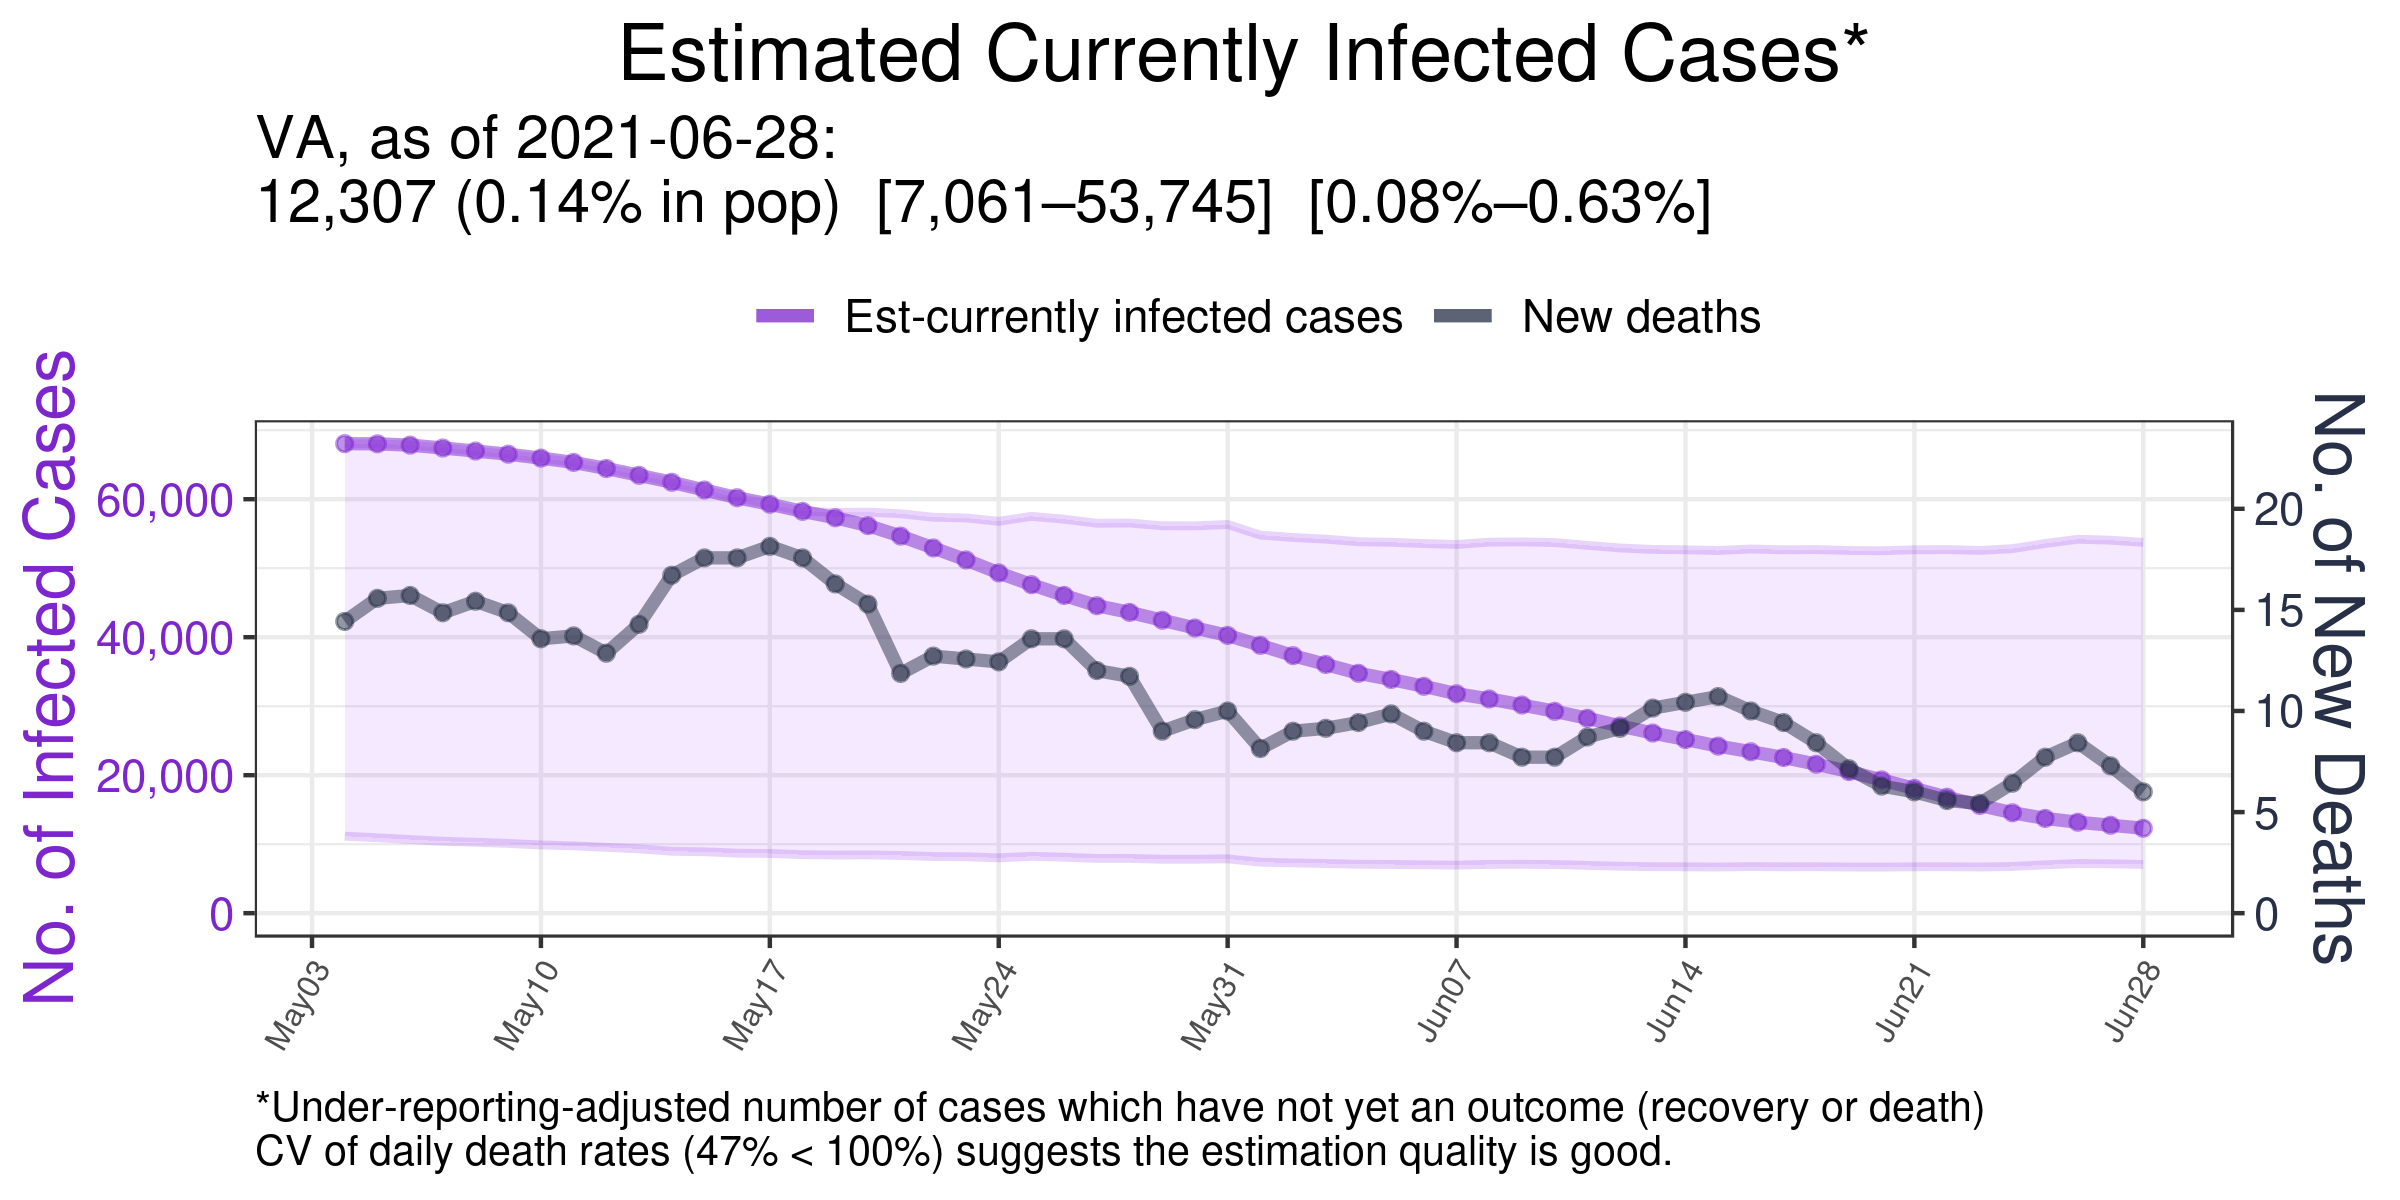 Estimated Currently Infected Cases*
VA, as of 2021-06-28:
12,307 (0.14% in pop)  [7,061–53,745]  [0.08%–0.63%]
Est-currently infected cases
New deaths
No. of Infected Cases
60,000
40,000
20,000
0
20
15
10
5
0
No. of New Deaths
May03
May10
May17
May24
May31
Jun07
Jun14
Jun21
Jun28
*Under-reporting-adjusted number of cases which have not yet an outcome (recovery or death)
CV of daily death rates (47% < 100%) suggests the estimation quality is good.